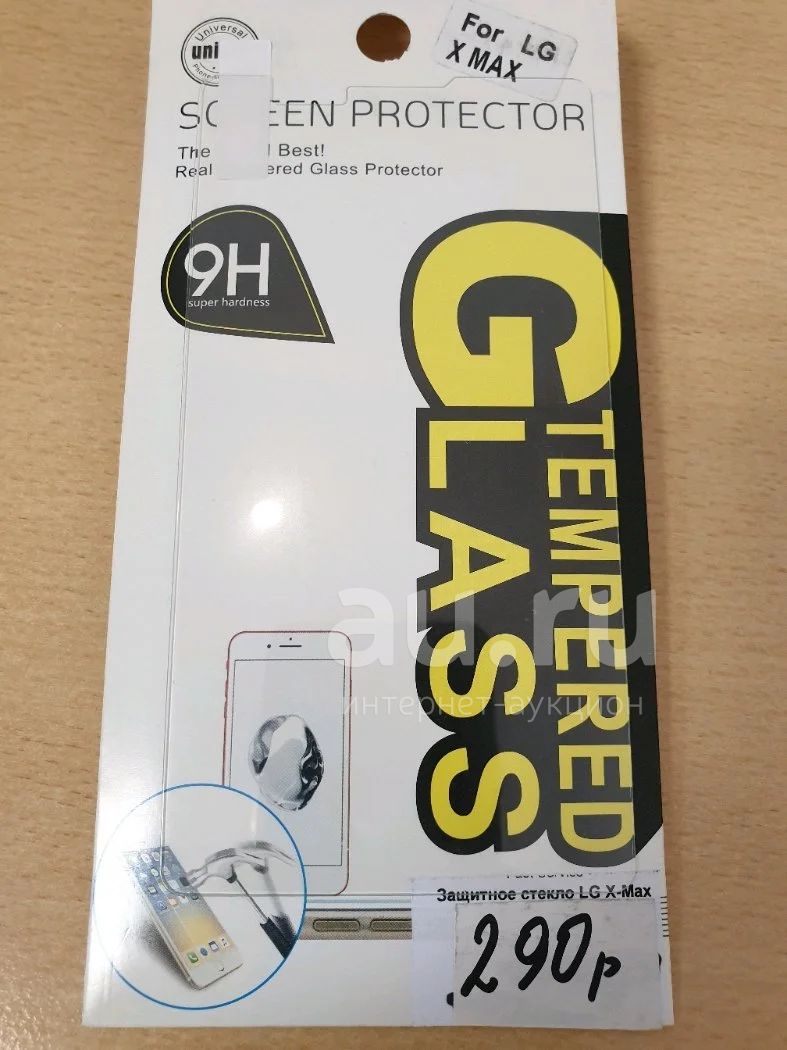 Universal
uni
Phone
For LG
X MAX
SC EEN PROTECTOR
The Best!
Real ered Glass Protector
9H
super hardness
GLASS
TEMPERED
au.ru
интернет-аукцион
Защитное стекло LG X-Max
290р